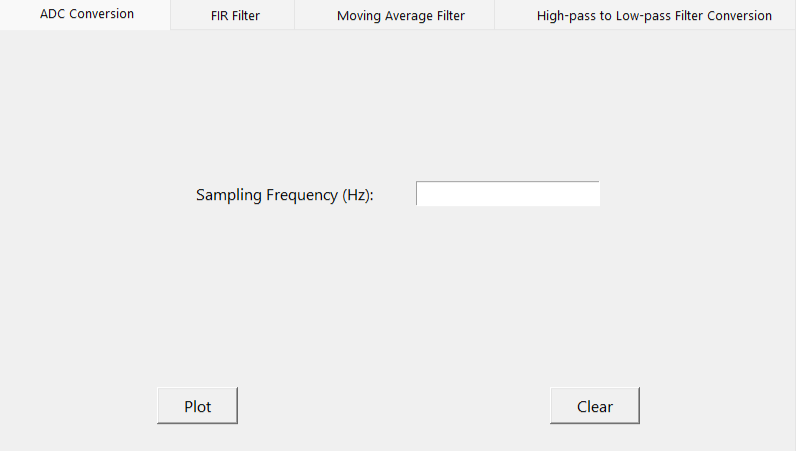 ADC Conversion FIR Filter Moving Average Filter High-pass to Low-pass Filter Conversion
Sampling Frequency (Hz):
Plot Clear